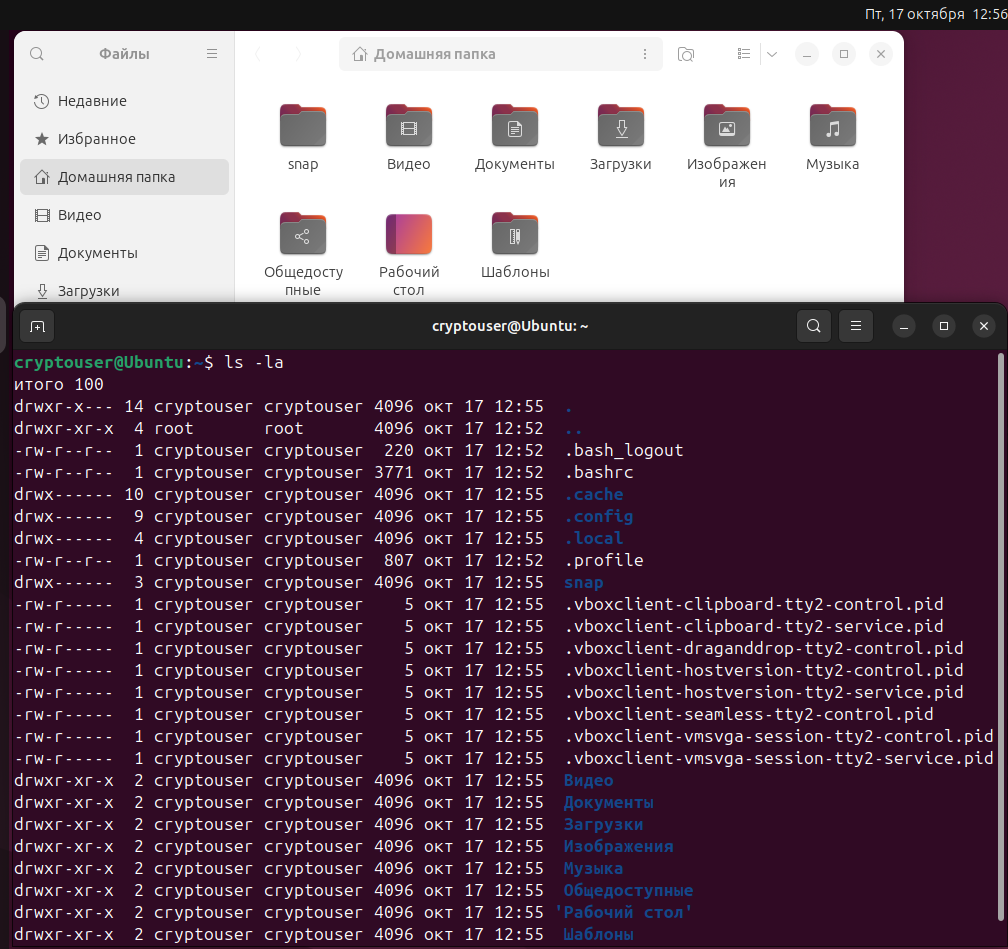 Пт, 17 октября 12:56
Файлы
Домашняя папка
Недавние
Избранное
Домашняя папка
Видео
Документы
Загрузки
snap
Видео
Документы
Загрузки
Изображен
ия
Музыка
Общедосту
пные
Рабочий
стол
Шаблоны
cryptouser@Ubuntu: ~
cryptouser@Ubuntu:~$ ls -la
итого 100
drwxr-x--- 14 cryptouser cryptouser 4096 окт 17 12:55 .
drwxr-xr-x 4 root root 4096 окт 17 12:52 ..
-rw-r--r-- 1 cryptouser cryptouser 220 окт 17 12:52 .bash_logout
-rw-r--r-- 1 cryptouser cryptouser 3771 окт 17 12:52 .bashrc
drwx------ 10 cryptouser cryptouser 4096 окт 17 12:55 .cache
drwx------ 9 cryptouser cryptouser 4096 окт 17 12:55 .config
drwx------ 4 cryptouser cryptouser 4096 окт 17 12:55 .local
-rw-r--r-- 1 cryptouser cryptouser 807 окт 17 12:52 .profile
drwx------ 3 cryptouser cryptouser 4096 окт 17 12:55 snap
-rw-r----- 1 cryptouser cryptouser 5 окт 17 12:55 .vboxclient-clipboard-tty2-control.pid
-rw-r----- 1 cryptouser cryptouser 5 окт 17 12:55 .vboxclient-clipboard-tty2-service.pid
-rw-r----- 1 cryptouser cryptouser 5 окт 17 12:55 .vboxclient-draganddrop-tty2-control.pid
-rw-r----- 1 cryptouser cryptouser 5 окт 17 12:55 .vboxclient-hostversion-tty2-control.pid
-rw-r----- 1 cryptouser cryptouser 5 окт 17 12:55 .vboxclient-hostversion-tty2-service.pid
-rw-r----- 1 cryptouser cryptouser 5 окт 17 12:55 .vboxclient-seamless-tty2-control.pid
-rw-r----- 1 cryptouser cryptouser 5 окт 17 12:55 .vboxclient-vmsvga-session-tty2-control.pid
-rw-r----- 1 cryptouser cryptouser 5 окт 17 12:55 .vboxclient-vmsvga-session-tty2-service.pid
drwxr-xr-x 2 cryptouser cryptouser 4096 окт 17 12:55 Видео
drwxr-xr-x 2 cryptouser cryptouser 4096 окт 17 12:55 Документы
drwxr-xr-x 2 cryptouser cryptouser 4096 окт 17 12:55 Загрузки
drwxr-xr-x 2 cryptouser cryptouser 4096 окт 17 12:55 Изображения
drwxr-xr-x 2 cryptouser cryptouser 4096 окт 17 12:55 Музыка
drwxr-xr-x 2 cryptouser cryptouser 4096 окт 17 12:55 Общедоступные
drwxr-xr-x 2 cryptouser cryptouser 4096 окт 17 12:55 'Рабочий стол'
drwxr-xr-x 2 cryptouser cryptouser 4096 окт 17 12:55 Шаблоны